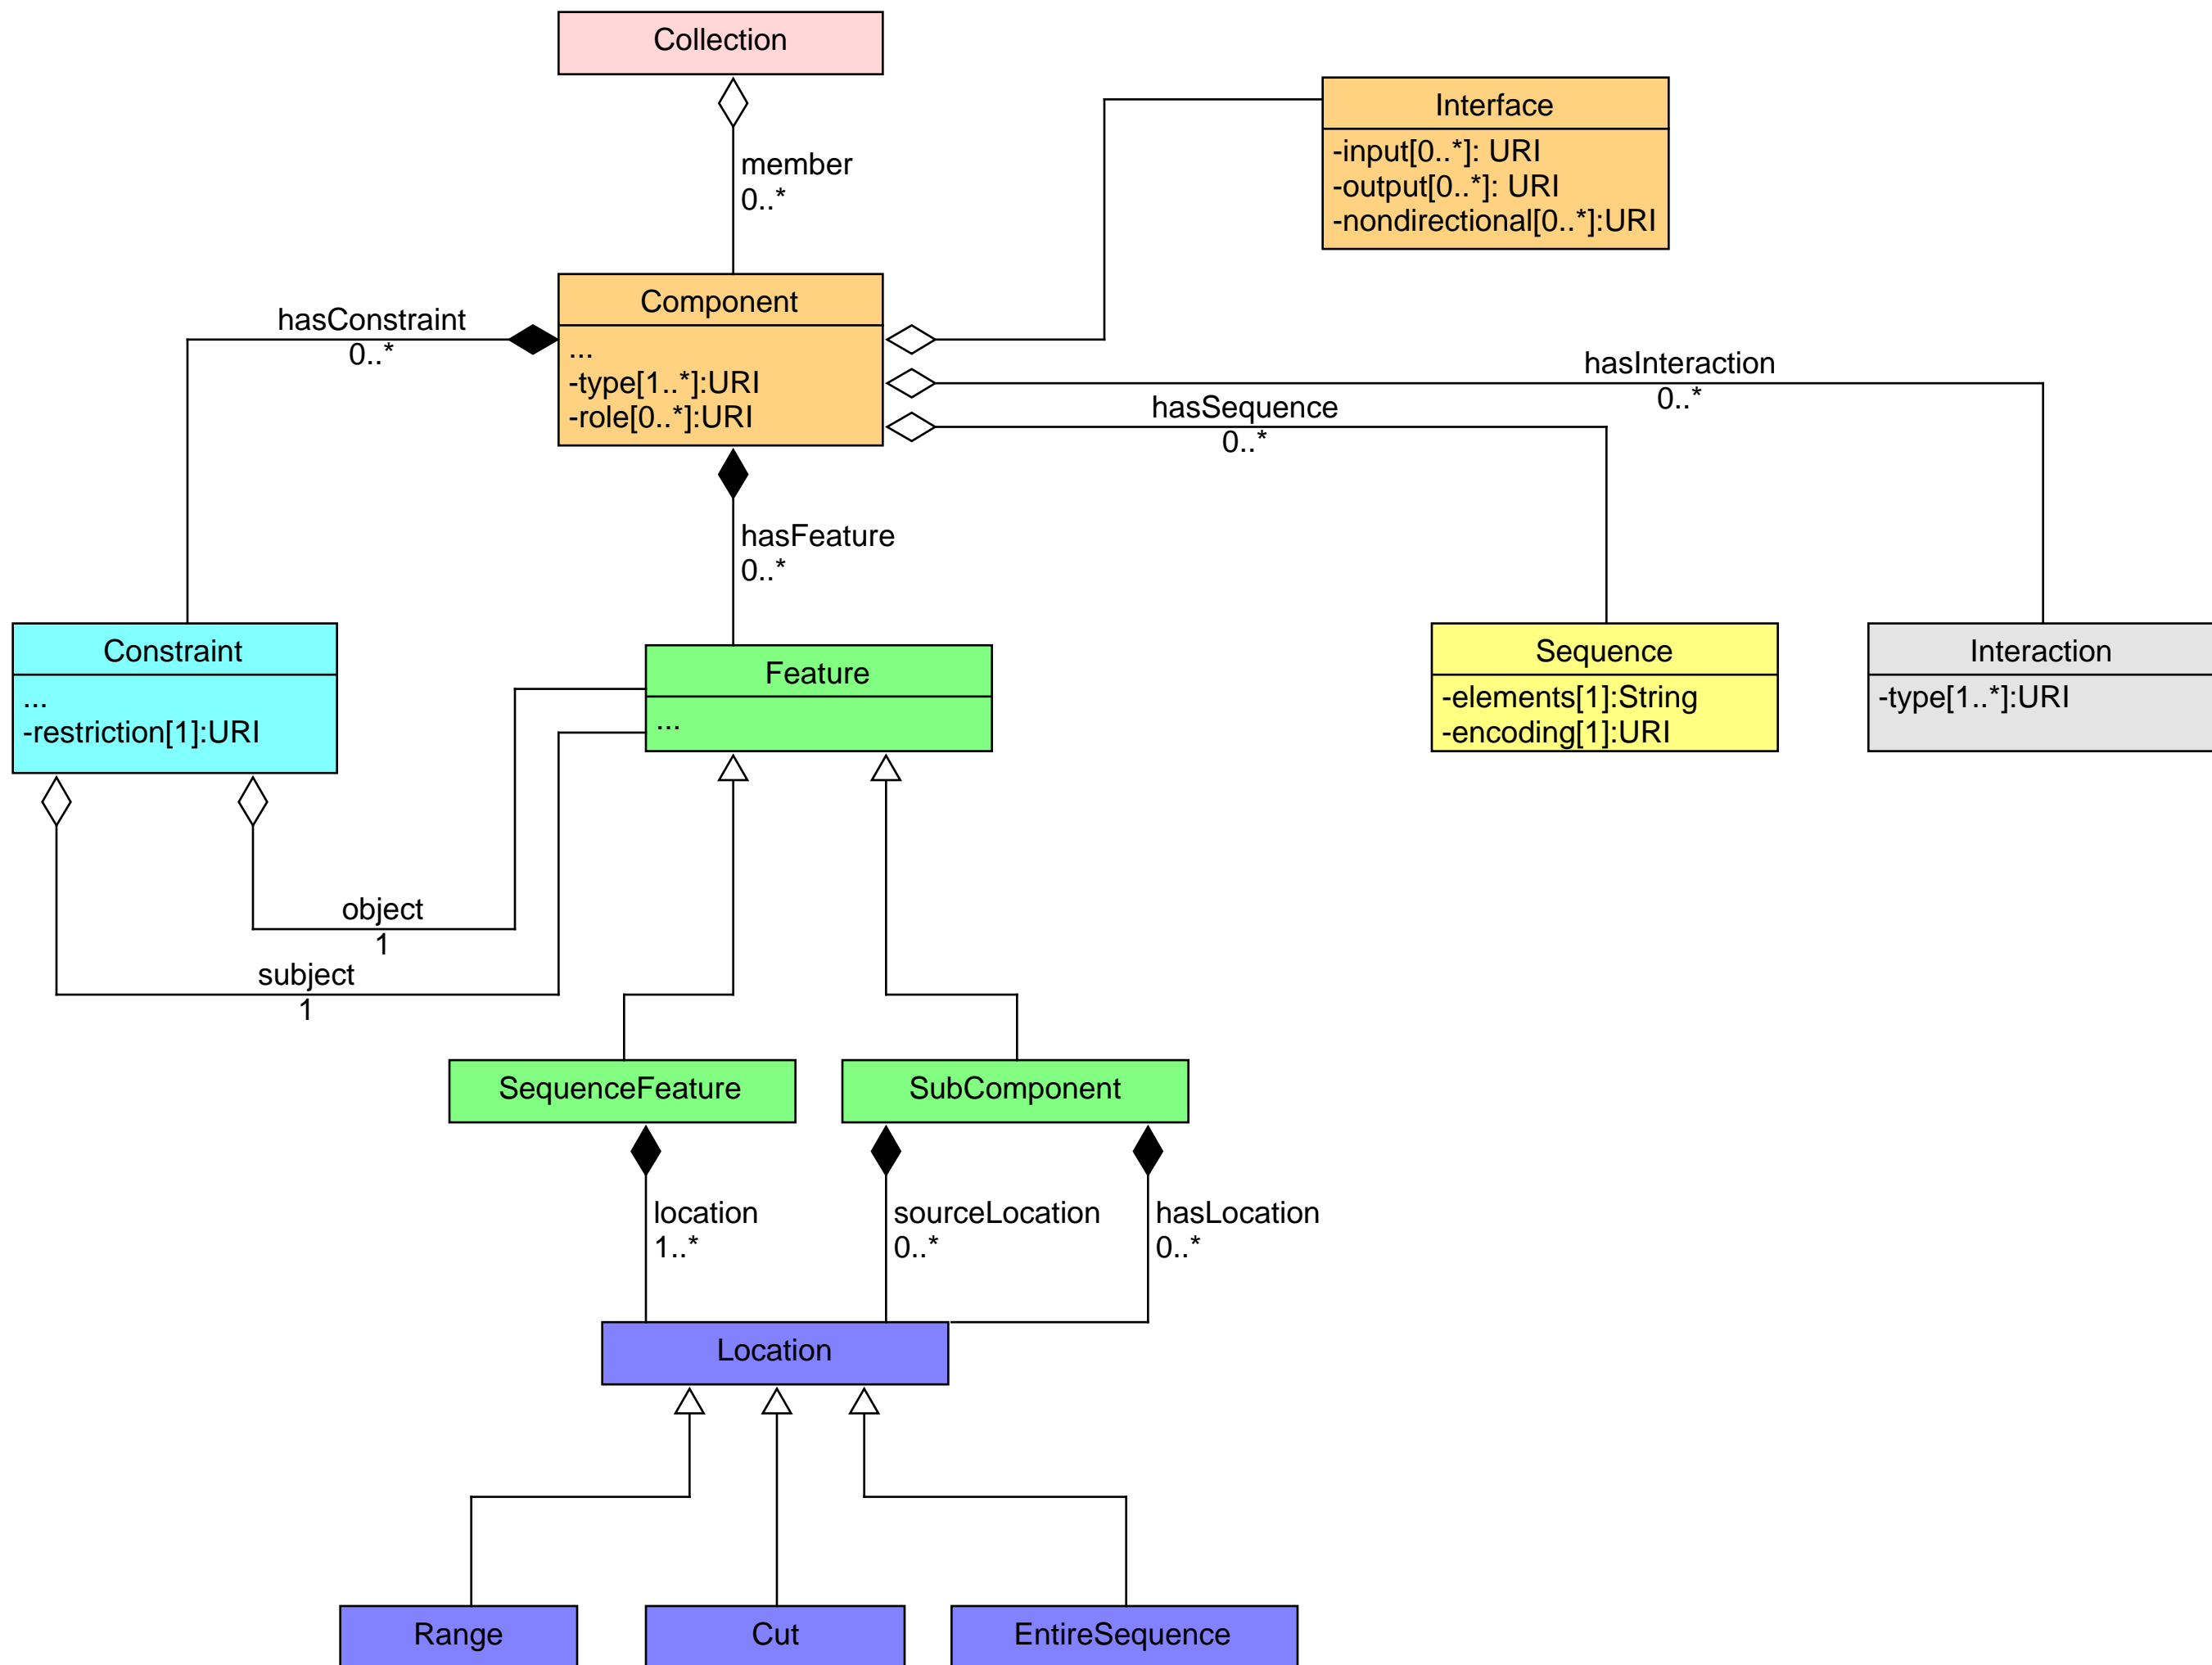 Collection
member
0..*
Interface
-input[0..*]: URI
-output[0..*]: URI
-nondirectional[0..*]:URI
Component
...
-type[1..*]:URI
-role[0..*]:URI
hasConstraint
0..*
hasInteraction
0..*
hasSequence
0..*
hasFeature
0..*
Constraint
...
-restriction[1]:URI
Feature
...
Sequence
-elements[1]:String
-encoding[1]:URI
Interaction
-type[1..*]:URI
object
1
subject
1
SequenceFeature
SubComponent
location
1..*
sourceLocation
0..*
hasLocation
0..*
Location
Range
Cut
EntireSequence